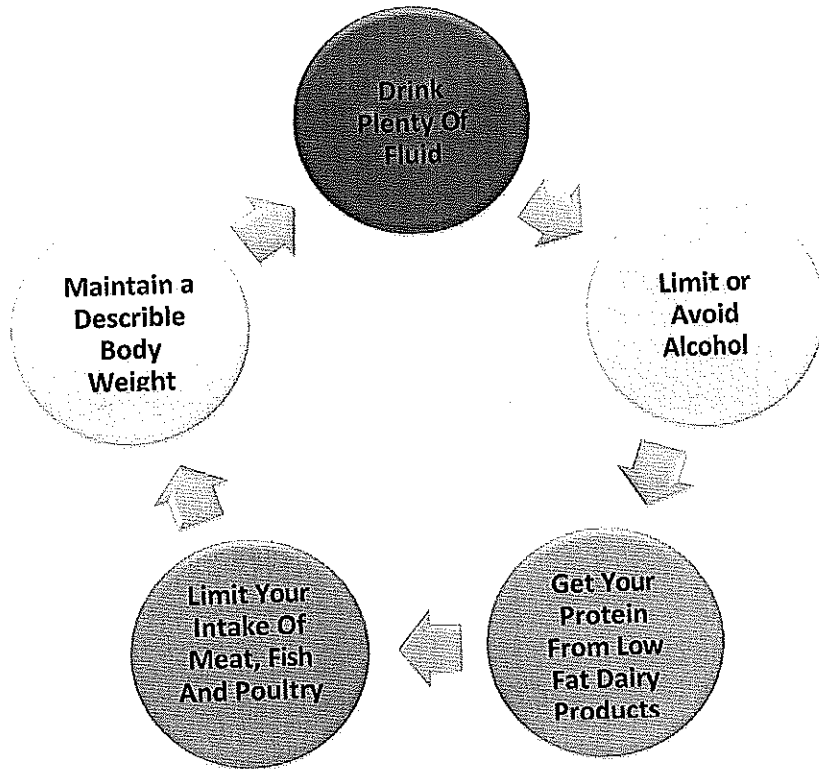 Drink
Plenty Of
Fluid
Limit or
Avoid
Alcohol
Get Your
Protein
From Low
Fat Dairy
Products
Limit Your
Intake Of
Meat, Fish
And Poultry
Maintain a
Describle
Body
Weight